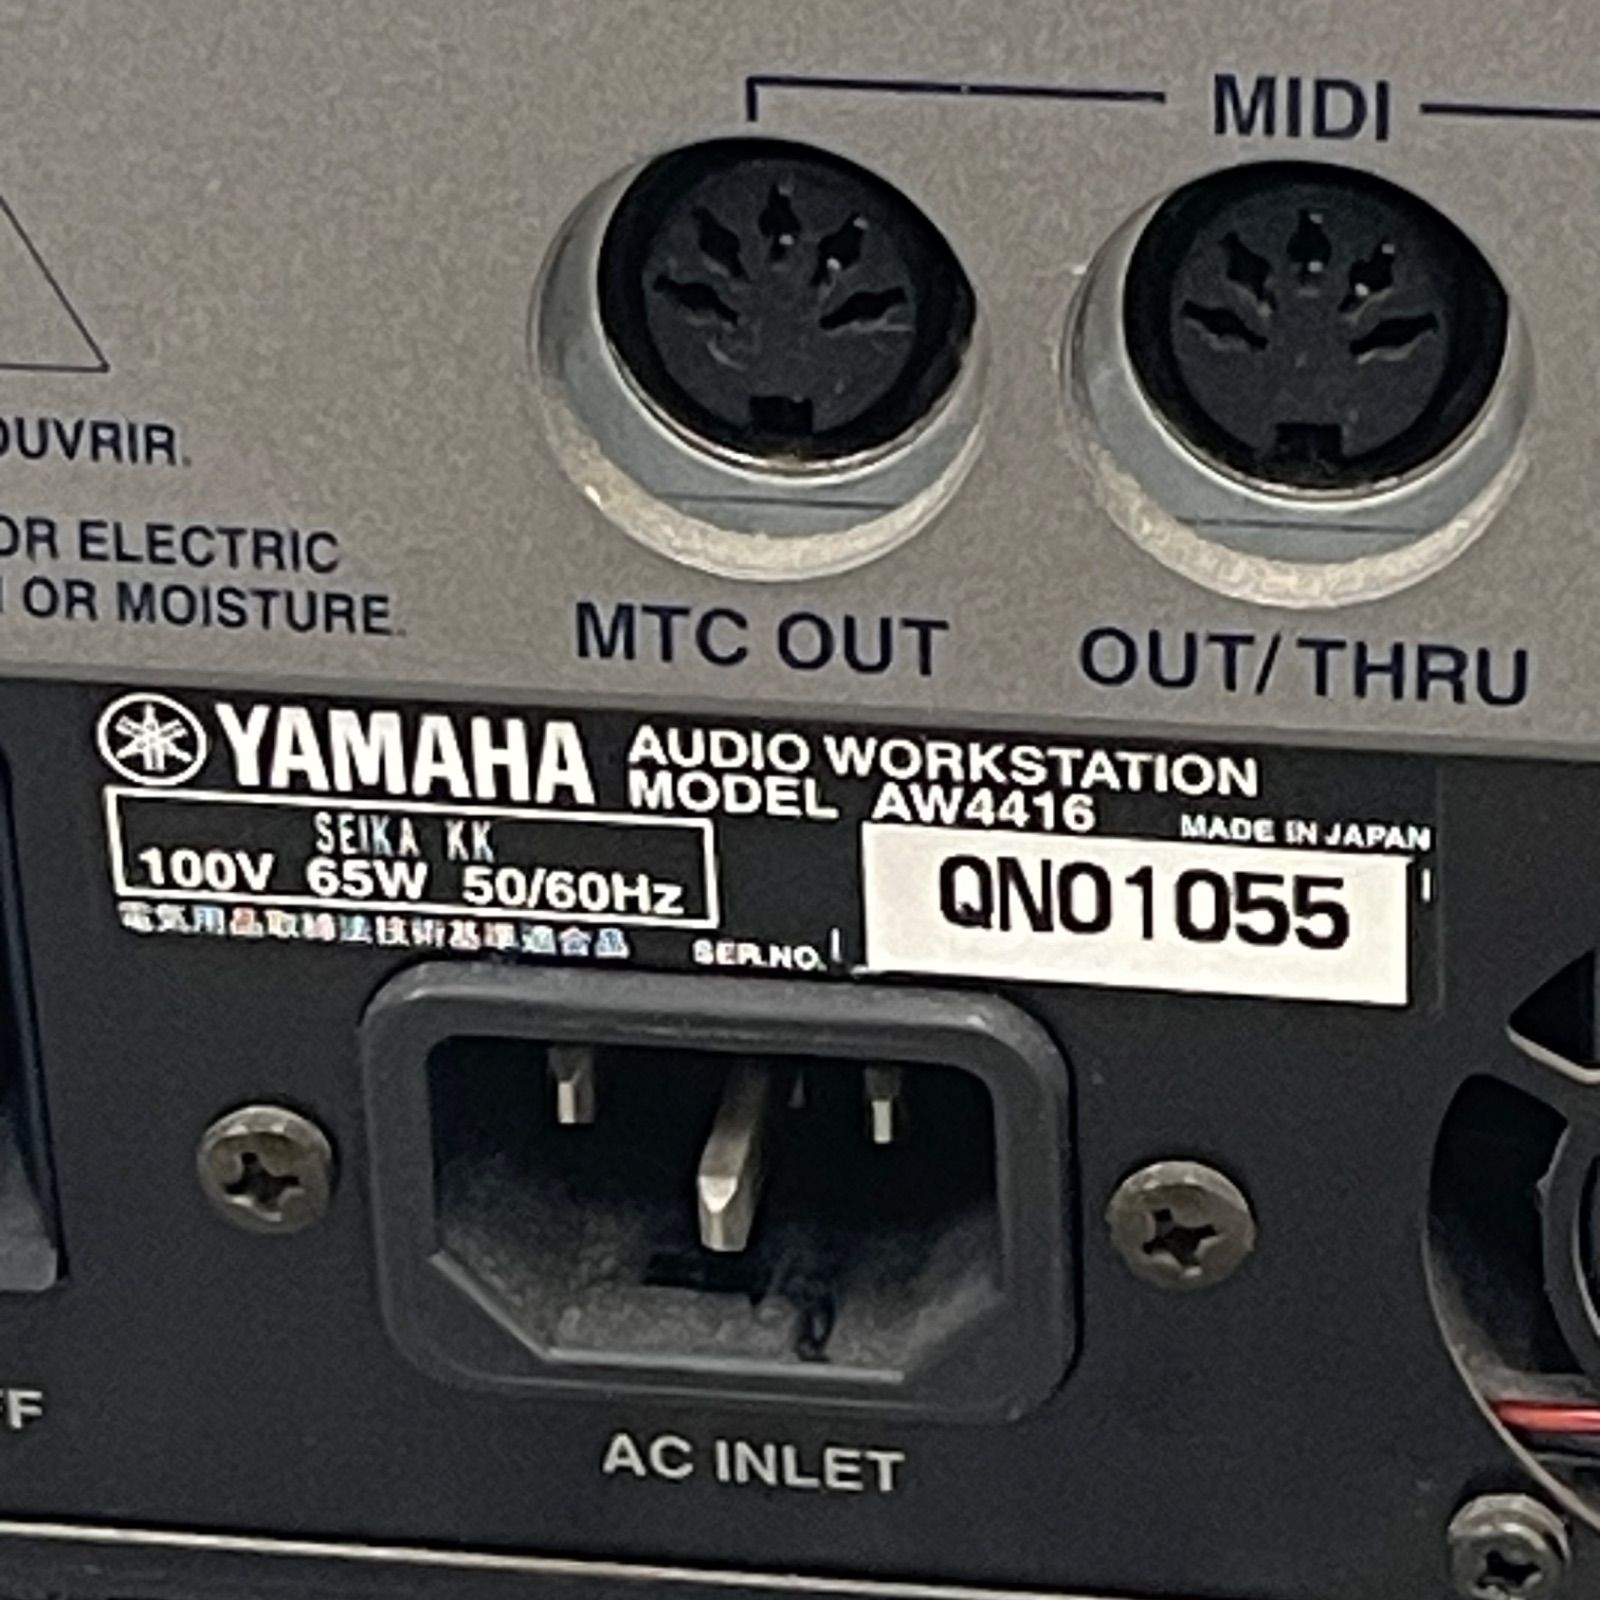 MIDI
OUVRIR.
OR ELECTRIC
OR MOISTURE.
MTC OUT
OUT/THRU
YAMAHA
AUDIO WORKSTATION
MODEL AW4416
MADE IN JAPAN
SEIKA KK
100V 65W 50/60Hz
QN01055
電気用品取締法技術基準適合品
SER.NO.
FF
AC INLET